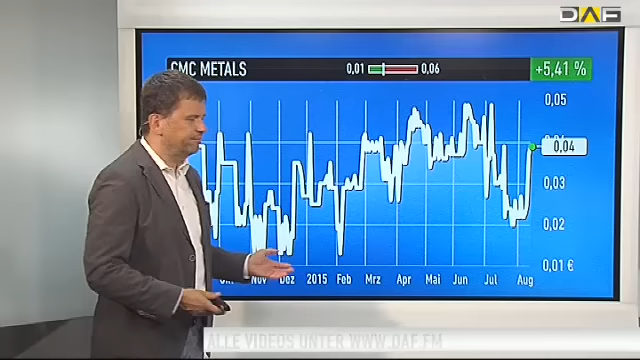 DAF
CMC METALS 0,01 0,06 +5,41 %
0,05
0,04
0,03
0,02
0,01 €
Nov Dez 2015 Feb Mrz Apr Mai Jun Jul Aug
ALLE VIDEOS UNTER WWW.DAF.FM